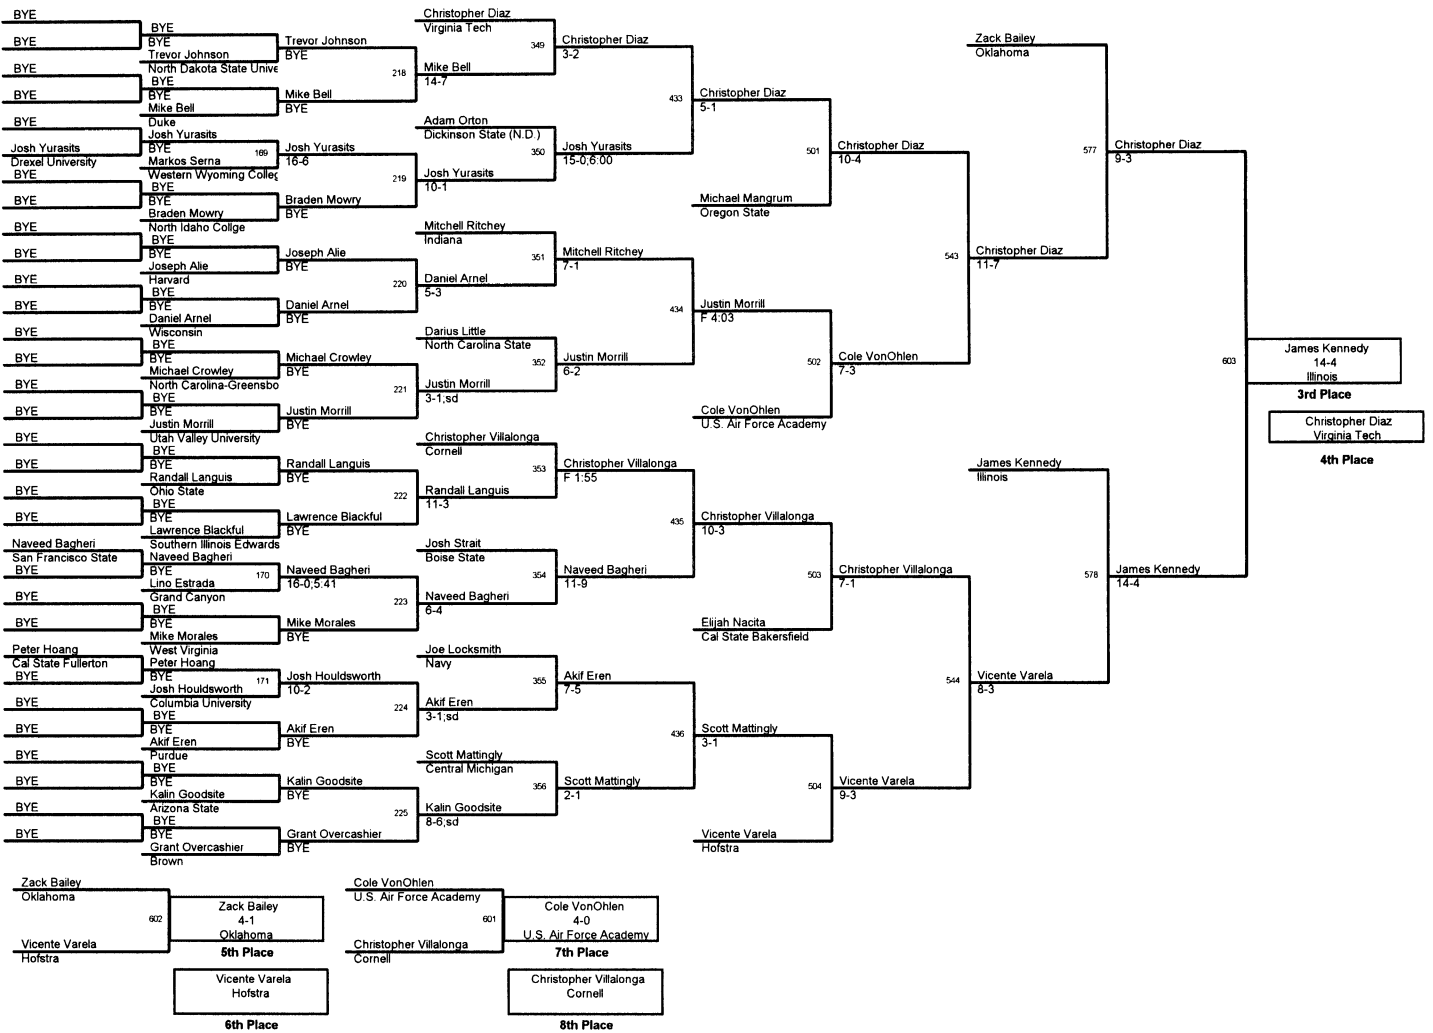 BYE
BYE
BYE
BYE
BYE
Josh Yurasits
Drexel University
BYE
BYE
BYE
BYE
BYE
BYE
BYE
BYE
BYE
BYE
BYE
BYE
BYE
BYE
Naveed Bagheri
San Francisco State
BYE
BYE
BYE
Peter Hoang
Cal State Fullerton
BYE
BYE
BYE
BYE
BYE
BYE
BYE
BYE
BYE
Trevor Johnson
North Dakota State Unive
BYE
BYE
Mike Bell
Duke
Josh Yurasits
BYE
169
Markos Serna
Western Wyoming Colleg
BYE
BYE
Braden Mowry
North Idaho Collge
BYE
BYE
Joseph Alie
Harvard
BYE
BYE
Daniel Arnel
Wisconsin
BYE
BYE
Michael Crowley
North Carolina-Greensbo
BYE
BYE
Justin Morrill
Utah Valley University
BYE
BYE
Randall Languis
Ohio State
BYE
BYE
Lawrence Blackful
Southern Illinois Edwards
Naveed Bagheri
BYE
170
Lino Estrada
Grand Canyon
BYE
BYE
Mike Morales
West Virginia
Peter Hoang
BYE
171
Josh Houldsworth
Columbia University
BYE
BYE
Akif Eren
Purdue
BYE
BYE
Kalin Goodsite
Arizona State
BYE
BYE
Grant Overcashier
Brown
Trevor Johnson
BYE
218
Mike Bell
BYE
Josh Yurasits
16-6
219
Braden Mowry
BYE
Joseph Alie
BYE
220
Daniel Arnel
BYE
Michael Crowley
BYE
221
Justin Morrill
BYE
Randall Languis
BYE
222
Lawrence Blackful
BYE
Naveed Bagheri
16-0;5:41
223
Mike Morales
BYE
Josh Houldsworth
10-2
224
Akif Eren
BYE
Kalin Goodsite
BYE
225
Grant Overcashier
BYE
Christopher Diaz
Virginia Tech
349
Mike Bell
14-7
Adam Orton
Dickinson State (N.D.)
350
Josh Yurasits
10-1
Mitchell Ritchey
Indiana
351
Daniel Arnel
5-3
Darius Little
North Carolina State
352
Justin Morrill
3-1;sd
Christopher Villalonga
Cornell
353
Randall Languis
11-3
Josh Strait
Boise State
354
Naveed Bagheri
6-4
Joe Locksmith
Navy
355
Akif Eren
3-1;sd
Scott Mattingly
Central Michigan
356
Kalin Goodsite
8-6;sd
Christopher Diaz
3-2
433
Josh Yurasits
15-0;6:00
Mitchell Ritchey
7-1
434
Justin Morrill
6-2
Christopher Villalonga
F 1:55
435
Naveed Bagheri
11-9
Akif Eren
7-5
436
Scott Mattingly
2-1
Christopher Diaz
5-1
501
Michael Mangrum
Oregon State
Justin Morrill
F 4:03
502
Cole VonOhlen
U.S. Air Force Academy
Christopher Villalonga
10-3
503
Elijah Nacita
Cal State Bakersfield
Scott Mattingly
3-1
504
Vicente Varela
Hofstra
Christopher Diaz
10-4
543
Cole VonOhlen
7-3
Christopher Villalonga
7-1
544
Vicente Varela
9-3
Zack Bailey
Oklahoma
577
Christopher Diaz
11-7
James Kennedy
Illinois
578
Vicente Varela
8-3
Christopher Diaz
9-3
603
James Kennedy
14-4
James Kennedy
14-4
Illinois
3rd Place
Christopher Diaz
Virginia Tech
4th Place
Zack Bailey
Oklahoma
602
Vicente Varela
Hofstra
Zack Bailey
4-1
Oklahoma
5th Place
Vicente Varela
Hofstra
6th Place
Cole VonOhlen
U.S. Air Force Academy
601
Christopher Villalonga
Cornell
Cole VonOhlen
4-0
U.S. Air Force Academy
7th Place
Christopher Villalonga
Cornell
8th Place